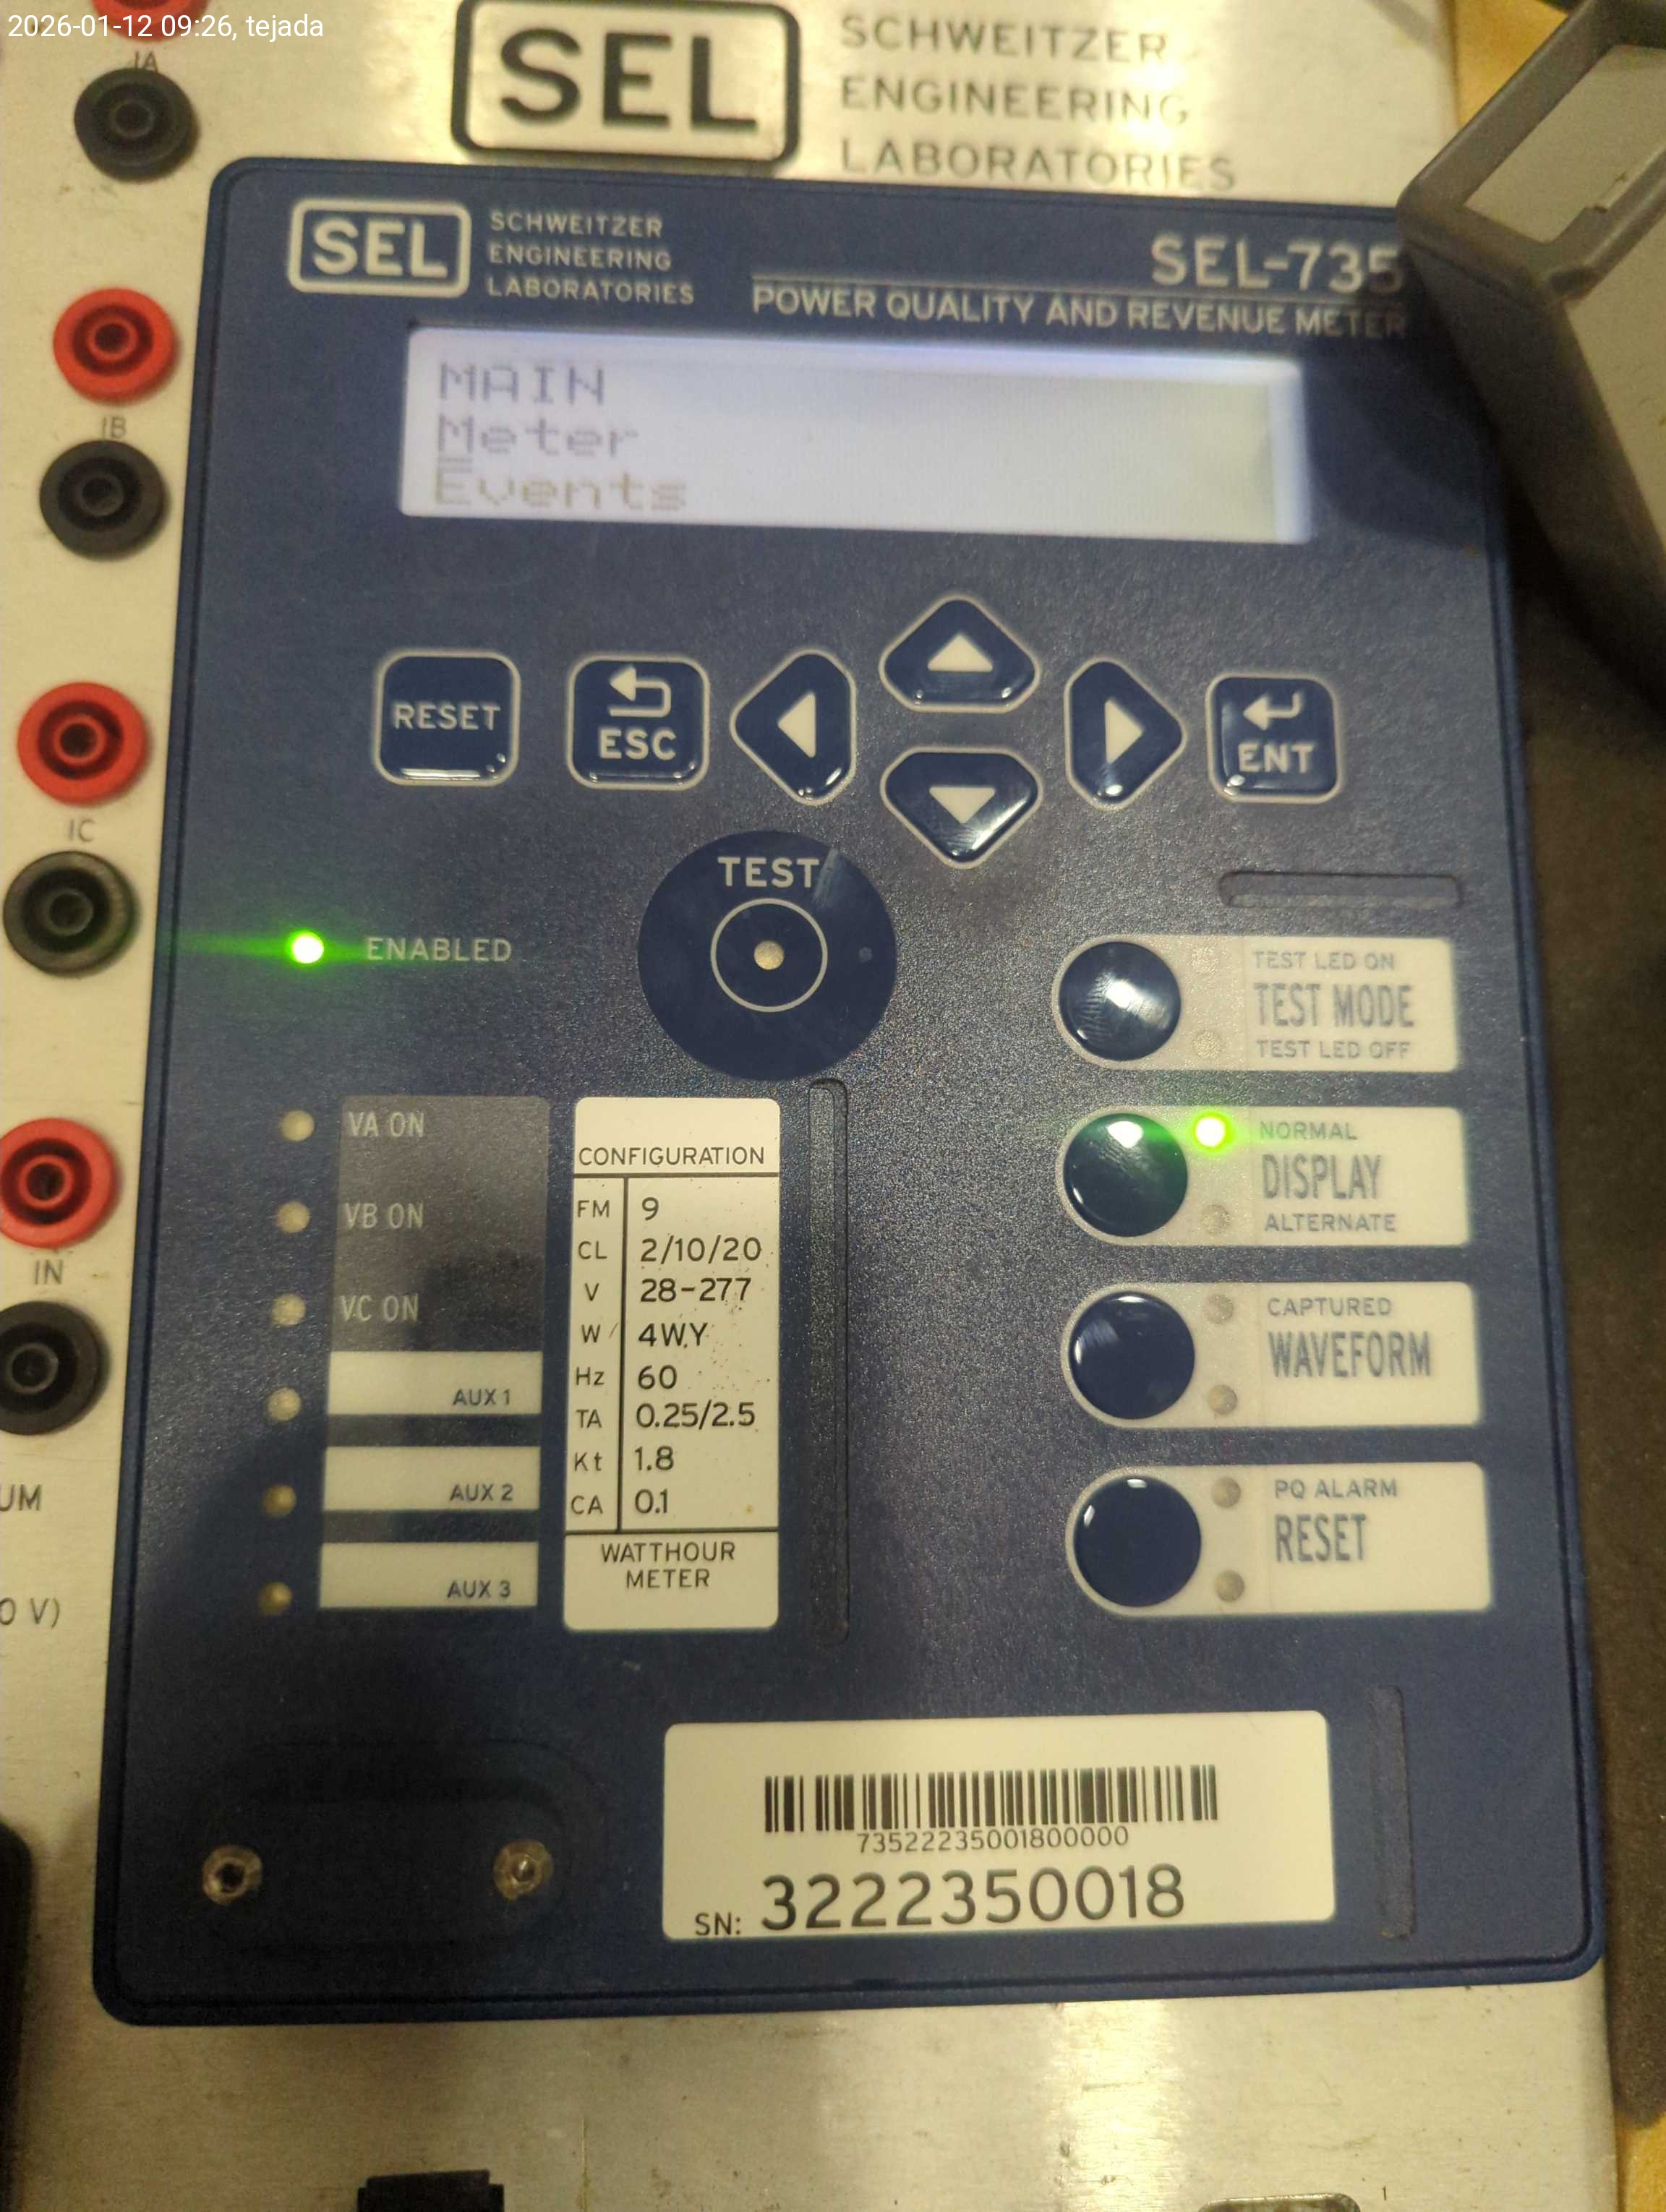 2026-01-12 09:26, tejada
IA
SEL
SCHWEITZER
ENGINEERING
LABORATORIES
SEL
SCHWEITZER
ENGINEERING
LABORATORIES
SEL-735
POWER QUALITY AND REVENUE METER
MAIN
Meter
Events
IB
RESET
ESC
ENT
IC
TEST
ENABLED
TEST LED ON
TEST MODE
TEST LED OFF
NORMAL
DISPLAY
ALTERNATE
CAPTURED
WAVEFORM
PQ ALARM
RESET
VA ON
VB ON
VC ON
AUX 1
AUX 2
AUX 3
CONFIGURATION
FM 9
CL 2/10/20
V 28-277
W 4W,Y
Hz 60
TA 0.25/2.5
Kt 1.8
CA 0.1
WATTHOUR
METER
IN
UM
0 V)
73522235001800000
SN: 3222350018